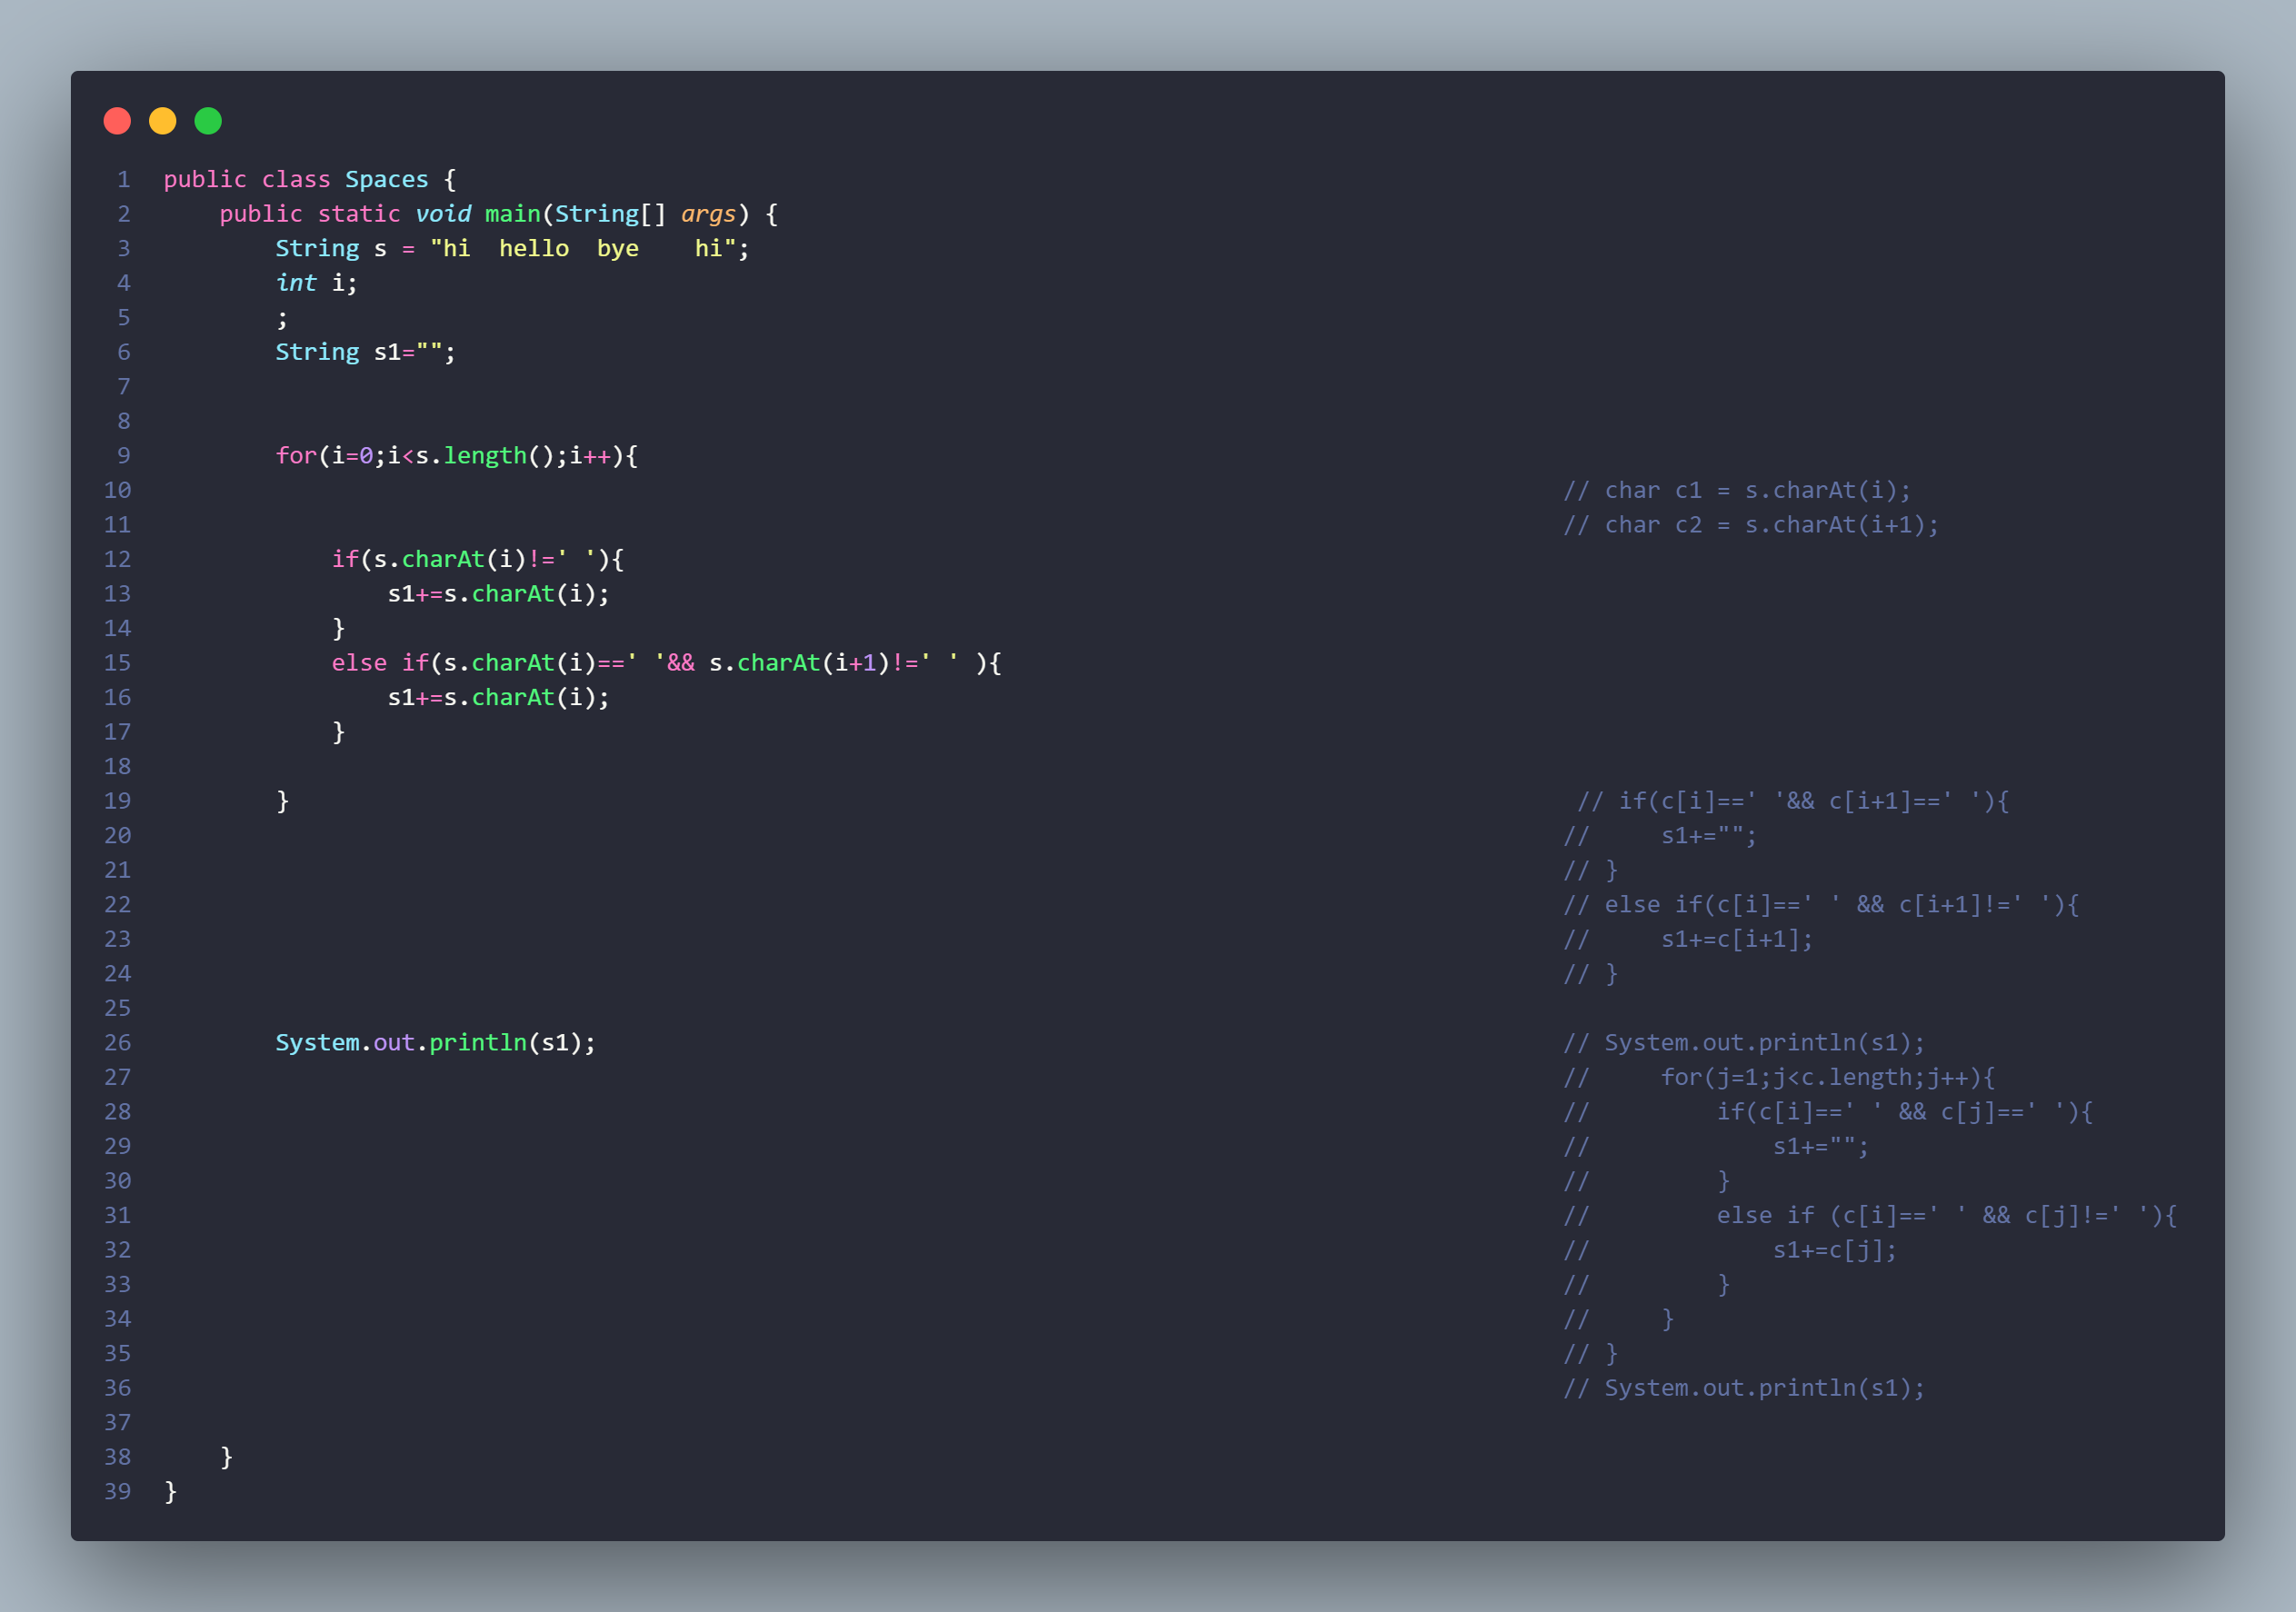 1 public class Spaces {
2     public static void main(String[] args) {
3         String s = "hi  hello  bye    hi";
4         int i;
5         ;
6         String s1="";
7
8
9         for(i=0;i<s.length();i++){
10                                                                                                     // char c1 = s.charAt(i);
11                                                                                                     // char c2 = s.charAt(i+1);
12             if(s.charAt(i)!=' '){
13                 s1+=s.charAt(i);
14             }
15             else if(s.charAt(i)==' '&& s.charAt(i+1)!=' ' ){
16                 s1+=s.charAt(i);
17             }
18
19         }                                                                                            // if(c[i]==' '&& c[i+1]==' '){
20                                                                                                     //     s1+="";
21                                                                                                     // }
22                                                                                                     // else if(c[i]==' ' && c[i+1]!=' '){
23                                                                                                     //     s1+=c[i+1];
24                                                                                                     // }
25
26         System.out.println(s1);                                                                     // System.out.println(s1);
27                                                                                                     //     for(j=1;j<c.length;j++){
28                                                                                                     //         if(c[i]==' ' && c[j]==' '){
29                                                                                                     //             s1+="";
30                                                                                                     //         }
31                                                                                                     //         else if (c[i]==' ' && c[j]!=' '){
32                                                                                                     //             s1+=c[j];
33                                                                                                     //         }
34                                                                                                     //     }
35                                                                                                     // }
36                                                                                                     // System.out.println(s1);
37
38     }
39 }